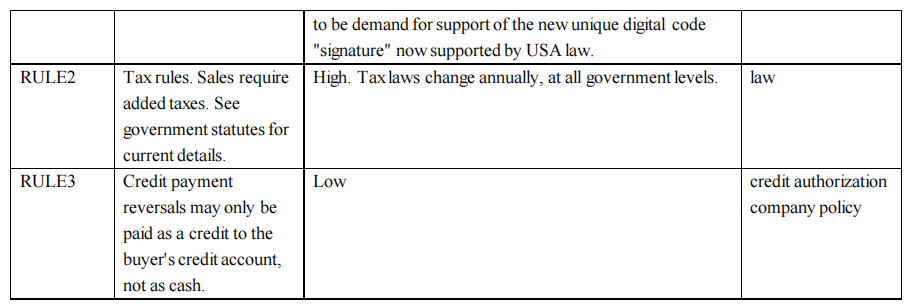 to be demand for support of the new unique digital code
"signature" now supported by USA law.
RULE2
Tax rules. Sales require
added taxes. See
government statutes for
current details.
High. Tax laws change annually, at all government levels.
law
RULE3
Credit payment
reversals may only be
paid as a credit to the
buyer's credit account,
not as cash.
Low
credit authorization
company policy